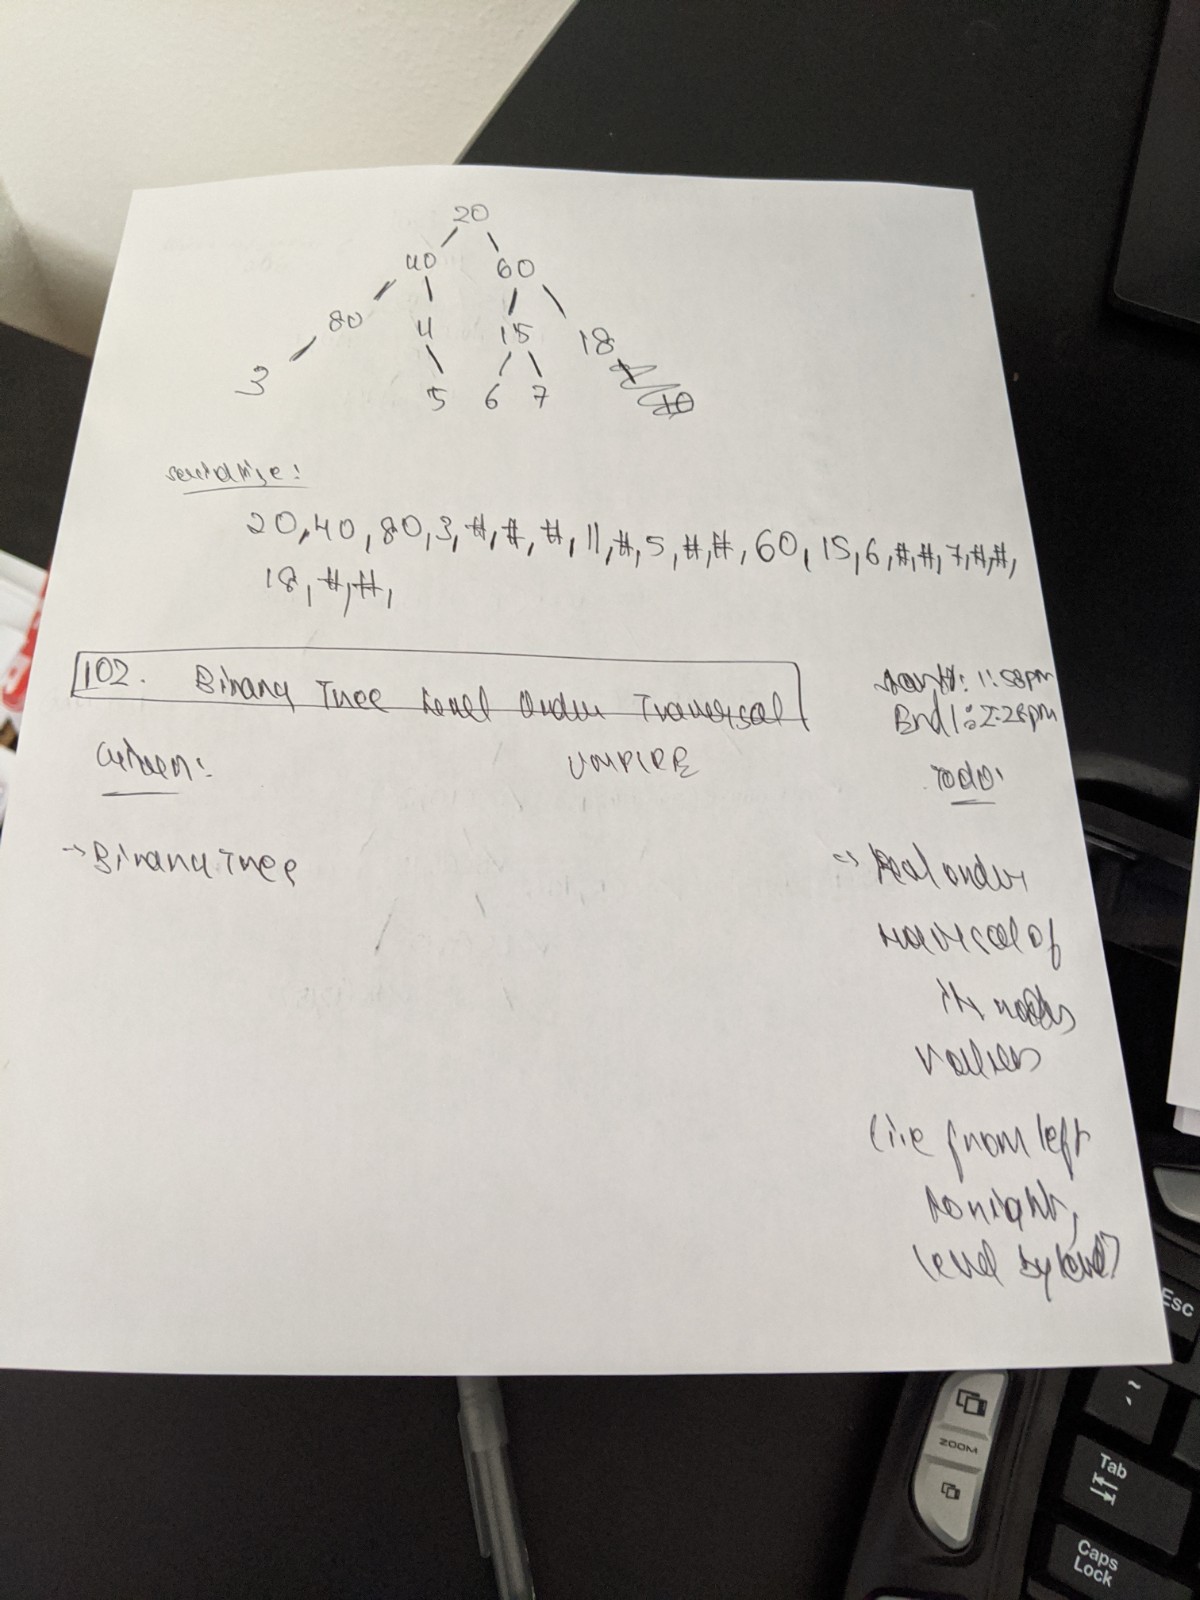 20
40 60
80 4 15 18
3 5 6 7
serialize:
20,40,80,3,#,#,#,11,#,5,#,#,60,15,6,#,#,7,#,#,
18,#,#,
102. Binary Tree Level Order Traversal
Start: 1:58pm
End: 2:28pm
Given:
UMPIRE
Todo:
→ Binary Tree
=> level order
traversal of
its nodes
values
(i.e from left
to right,
level by level)
Esc
~
ZOOM
Tab
Caps
Lock